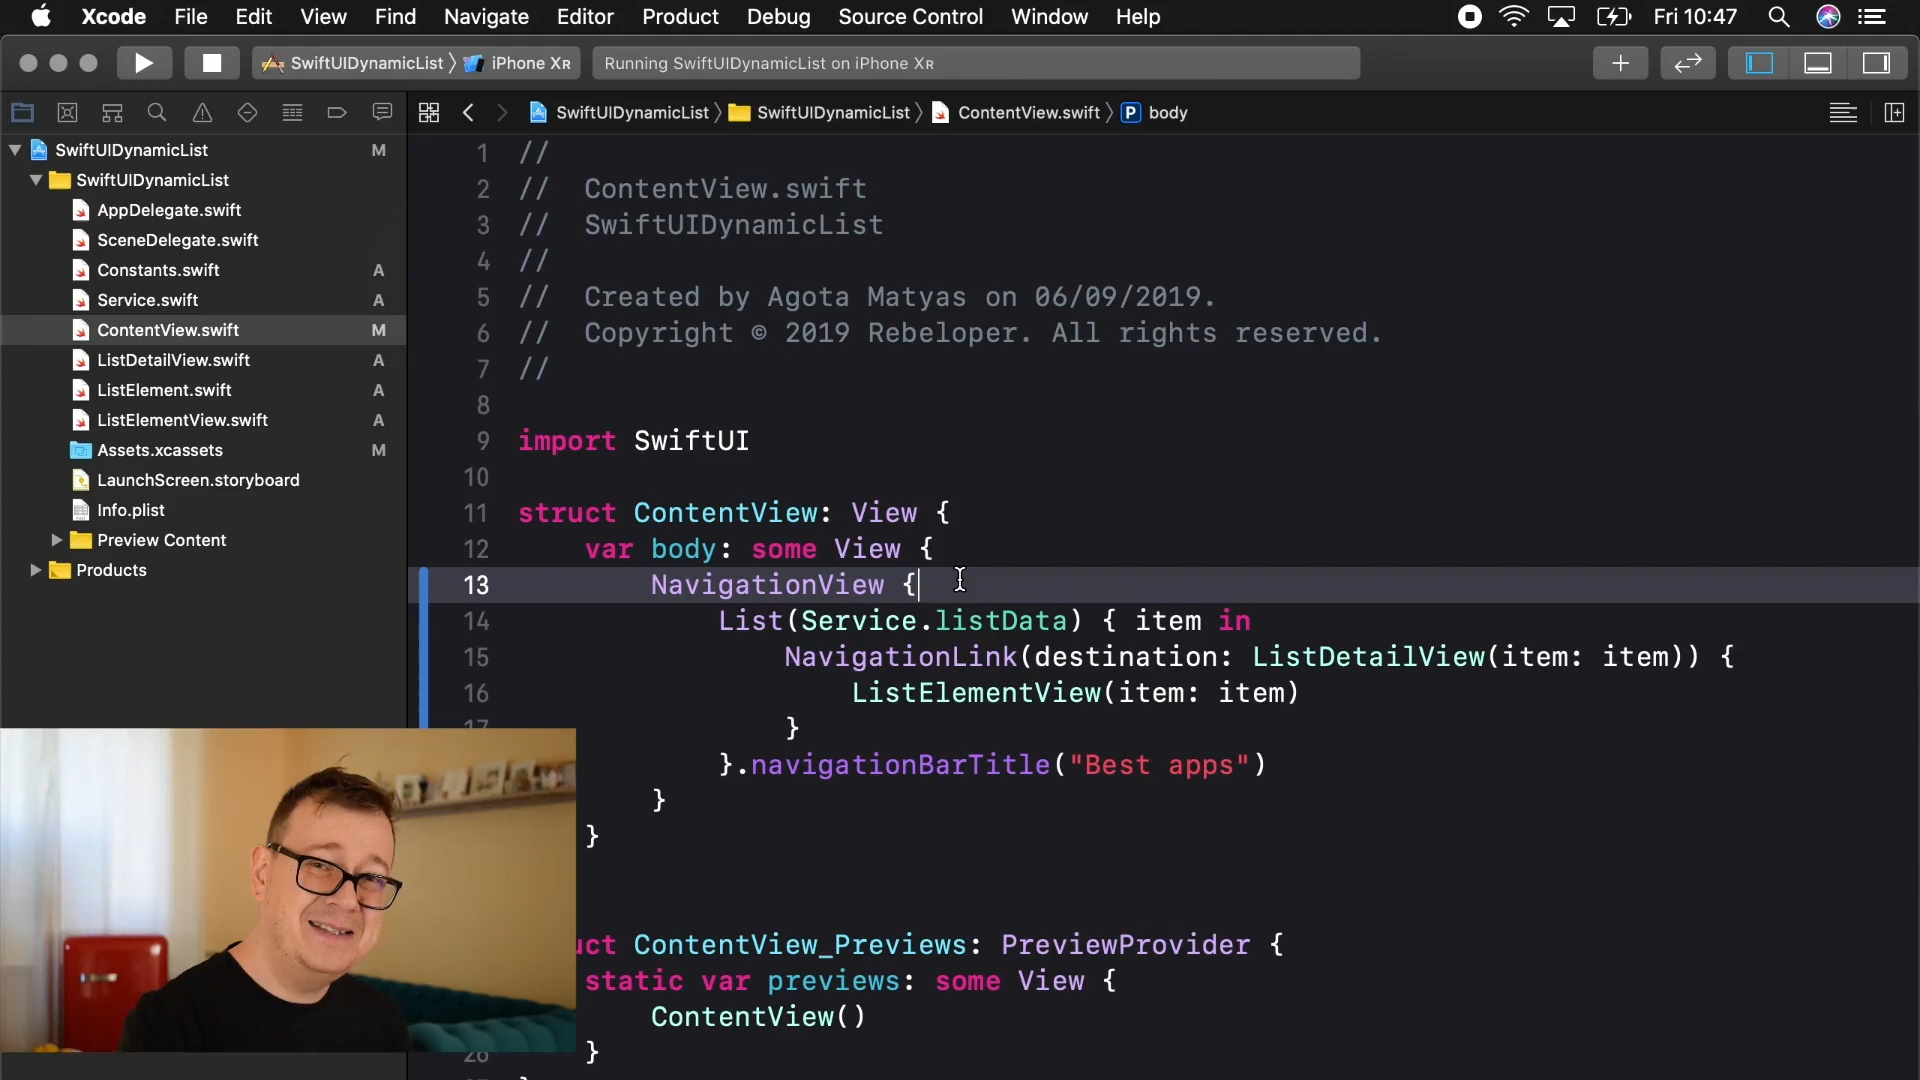 Xcode File Edit View Find Navigate Editor Product Debug Source Control Window Help Fri 10:47
SwiftUIDynamicList iPhone XR Running SwiftUIDynamicList on iPhone XR
SwiftUIDynamicList SwiftUIDynamicList ContentView.swift P body
SwiftUIDynamicList M
SwiftUIDynamicList
AppDelegate.swift
SceneDelegate.swift
Constants.swift A
Service.swift A
ContentView.swift M
ListDetailView.swift A
ListElement.swift A
ListElementView.swift A
Assets.xcassets M
LaunchScreen.storyboard
Info.plist
Preview Content
Products
1 //
2 // ContentView.swift
3 // SwiftUIDynamicList
4 //
5 // Created by Agota Matyas on 06/09/2019.
6 // Copyright © 2019 Rebeloper. All rights reserved.
7 //
8
9 import SwiftUI
10
11 struct ContentView: View {
12 var body: some View {
13 NavigationView {
14 List(Service.listData) { item in
15 NavigationLink(destination: ListDetailView(item: item)) {
16 ListElementView(item: item)
17 }
}.navigationBarTitle("Best apps")
}
}
uct ContentView_Previews: PreviewProvider {
static var previews: some View {
ContentView()
26 }